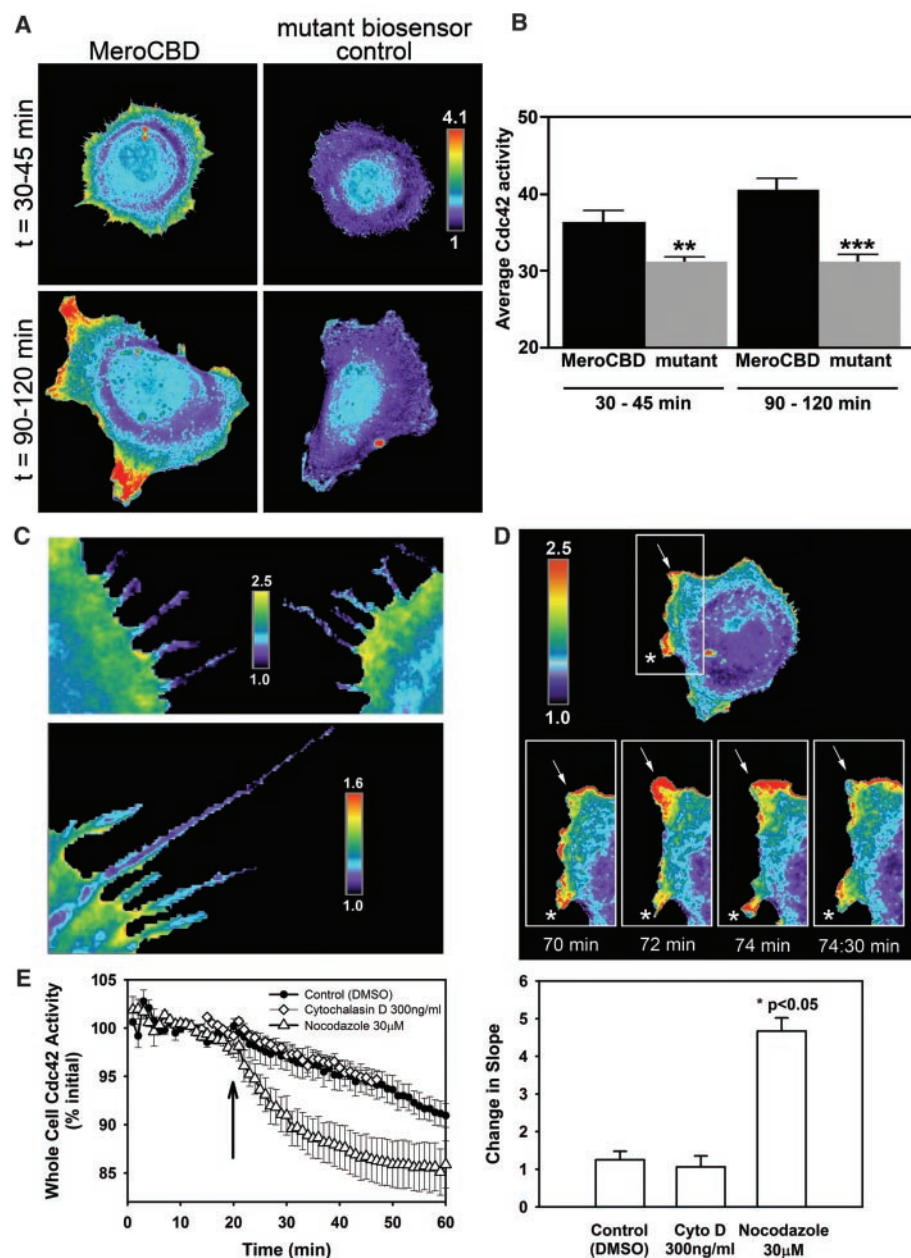 A
MeroCBD
mutant biosensor
control
t = 30-45 min
4.1
1
t = 90-120 min
B
Average Cdc42 activity
50
40
30
20
**
***
MeroCBD mutant MeroCBD mutant
30 - 45 min
90 - 120 min
C
2.5
1.0
1.6
1.0
D
2.5
1.0
*
*
*
*
*
70 min
72 min
74 min
74:30 min
E
Whole Cell Cdc42 Activity
(% initial)
105
100
95
90
85
Control (DMSO)
Cytochalasin D 300ng/ml
Nocodazole 30μM
0 10 20 30 40 50 60
Time (min)
Change in Slope
6
5
4
3
2
1
0
* p<0.05
Control
(DMSO)
Cyto D
300ng/ml
Nocodazole
30μM